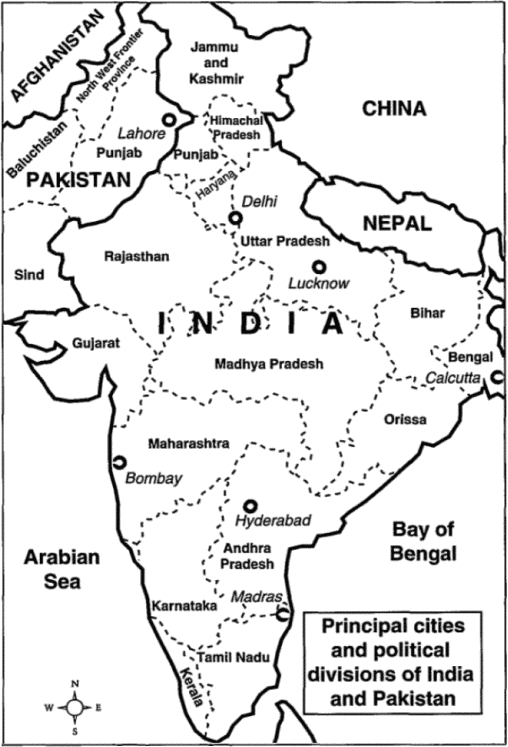 AFGHANISTAN
North West Frontier
Province
Jammu
and
Kashmir
CHINA
Baluchistan
Lahore
Punjab
Punjab
Himachal
Pradesh
PAKISTAN
Haryang
Delhi
NEPAL
Uttar Pradesh
Rajasthan
Sind
Lucknow
INDIA
Bihar
Gujarat
Madhya Pradesh
Bengal
Calcutta
Orissa
Maharashtra
Bombay
Hyderabad
Arabian
Sea
Bay of
Bengal
Andhra
Pradesh
Karnataka
Madras
Tamil Nadu
Kerala
Principal cities
and political
divisions of India
and Pakistan
N
W E
S